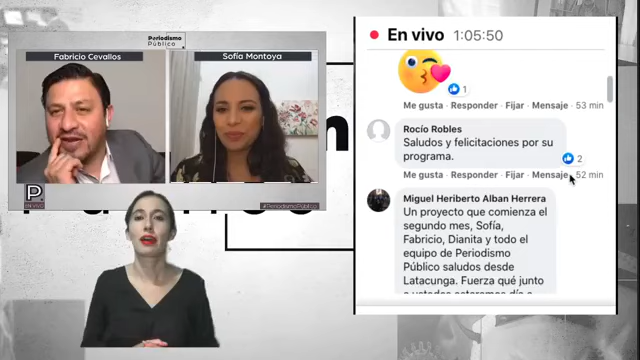 Periodismo
Público
Fabricio Cevallos
Sofía Montoya
EN VIVO
#PeriodismoPúblico
En vivo 1:05:50
1
Me gusta · Responder · Fijar · Mensaje · 53 min
Rocío Robles
Saludos y felicitaciones por su
programa.
2
Me gusta · Responder · Fijar · Mensaje · 52 min
Miguel Heriberto Alban Herrera
Un proyecto que comienza el
segundo mes, Sofía,
Fabricio, Dianita y todo el
equipo de Periodismo
Público saludos desde
Latacunga. Fuerza qué junto